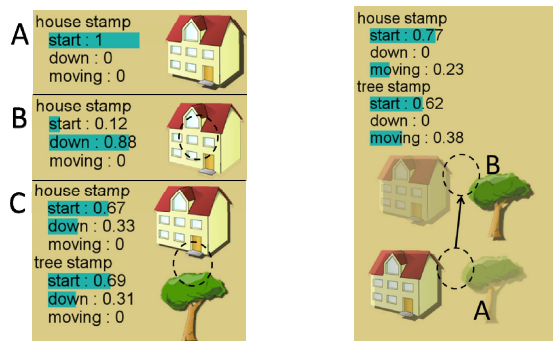 A
house stamp
start : 1
down : 0
moving : 0
B
house stamp
start : 0.12
down : 0.88
moving : 0
C
house stamp
start : 0.67
down : 0.33
moving : 0
tree stamp
start : 0.69
down : 0.31
moving : 0
house stamp
start : 0.77
down : 0
moving : 0.23
tree stamp
start : 0.62
down : 0
moving : 0.38
B
A